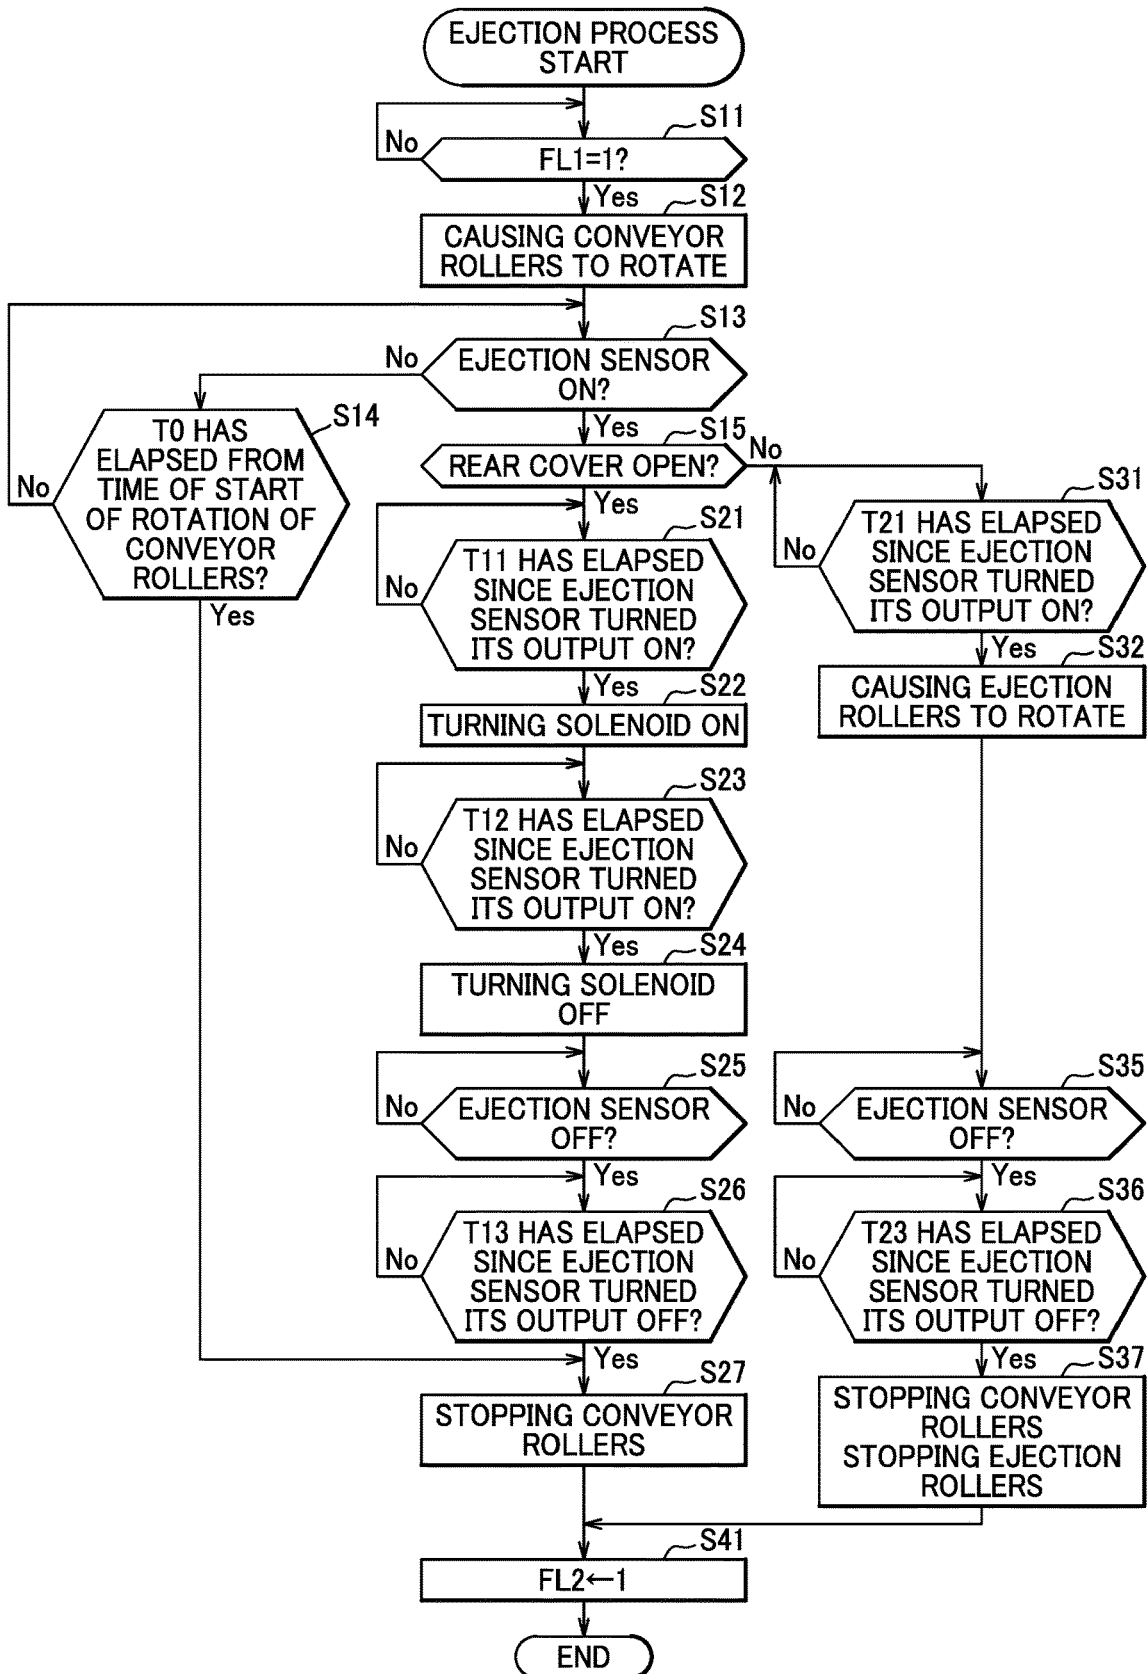 EJECTION PROCESS
START
S11
No
FL1=1?
Yes
S12
CAUSING CONVEYOR
ROLLERS TO ROTATE
S13
No
EJECTION SENSOR
ON?
S14
T0 HAS
ELAPSED FROM
TIME OF START
OF ROTATION OF
CONVEYOR
ROLLERS?
No
Yes
Yes
S15
REAR COVER OPEN?
No
Yes
S21
T11 HAS ELAPSED
SINCE EJECTION
SENSOR TURNED
ITS OUTPUT ON?
No
Yes
S31
T21 HAS ELAPSED
SINCE EJECTION
SENSOR TURNED
ITS OUTPUT ON?
No
Yes
S22
TURNING SOLENOID ON
S32
CAUSING EJECTION
ROLLERS TO ROTATE
S23
T12 HAS ELAPSED
SINCE EJECTION
SENSOR TURNED
ITS OUTPUT ON?
No
Yes
S24
TURNING SOLENOID
OFF
S25
No
EJECTION SENSOR
OFF?
Yes
S35
No
EJECTION SENSOR
OFF?
Yes
S26
T13 HAS ELAPSED
SINCE EJECTION
SENSOR TURNED
ITS OUTPUT OFF?
No
Yes
S36
T23 HAS ELAPSED
SINCE EJECTION
SENSOR TURNED
ITS OUTPUT OFF?
No
Yes
S27
STOPPING CONVEYOR
ROLLERS
S37
STOPPING CONVEYOR
ROLLERS
STOPPING EJECTION
ROLLERS
S41
FL2←1
END